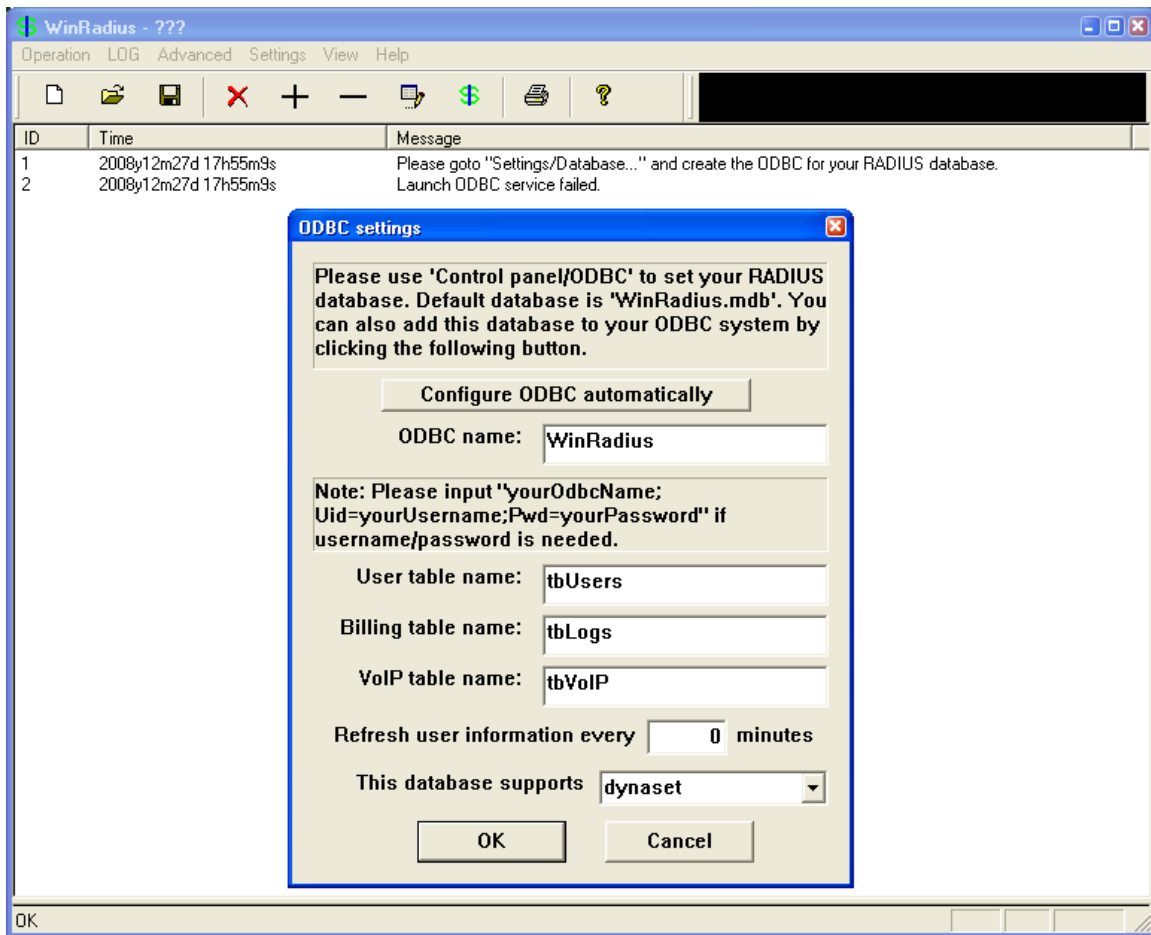 WinRadius - ???
Operation LOG Advanced Settings View Help
ID Time Message
1 2008y12m27d 17h55m9s Please goto "Settings/Database..." and create the ODBC for your RADIUS database.
2 2008y12m27d 17h55m9s Launch ODBC service failed.
ODBC settings
Please use 'Control panel/ODBC' to set your RADIUS
database. Default database is 'WinRadius.mdb'. You
can also add this database to your ODBC system by
clicking the following button.
Configure ODBC automatically
ODBC name: WinRadius
Note: Please input "yourOdbcName;
Uid=yourUsername;Pwd=yourPassword" if
username/password is needed.
User table name: tbUsers
Billing table name: tbLogs
VoIP table name: tbVoIP
Refresh user information every 0 minutes
This database supports dynaset
OK Cancel
OK